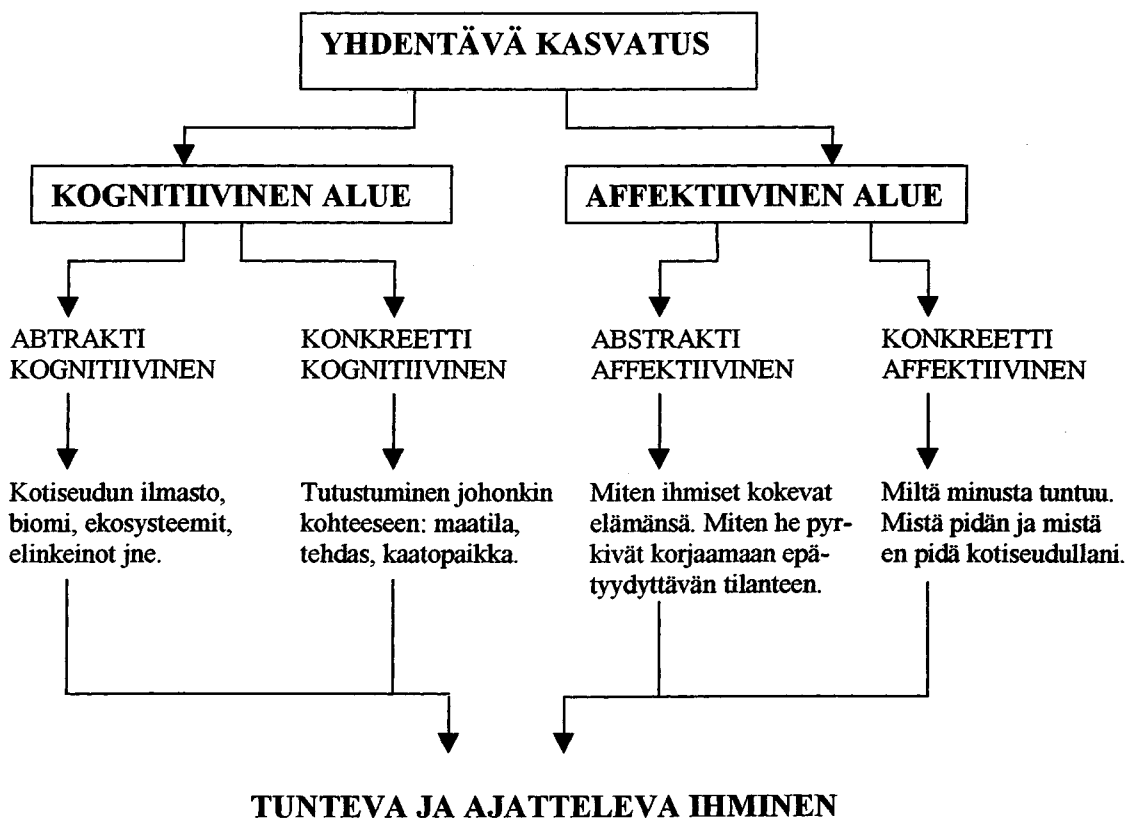 YHDENTÄVÄ KASVATUS
KOGNITIIVINEN ALUE
AFFEKTIIVINEN ALUE
ABTRAKTI
KOGNITIIVINEN
KONKREETTI
KOGNITIIVINEN
ABSTRAKTI
AFFEKTIIVINEN
KONKREETTI
AFFEKTIIVINEN
Kotiseudun ilmasto,
biomi, ekosysteemit,
elinkeinot jne.
Tutustuminen johonkin
kohteeseen: maatila,
tehdas, kaatopaikka.
Miten ihmiset kokevat
elämänsä. Miten he pyr-
kivät korjaamaan epä-
tyydyttävän tilanteen.
Miltä minusta tuntuu.
Mistä pidän ja mistä
en pidä kotiseudullani.
TUNTEVA JA AJATTELEVA IHMINEN